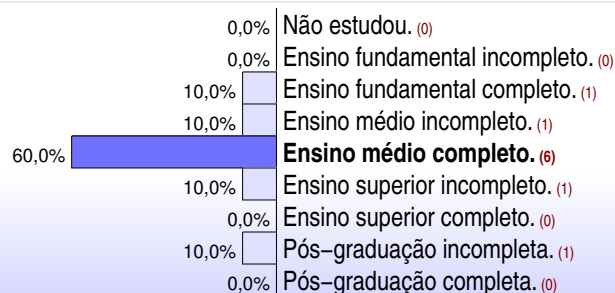 0,0% Não estudou. (0)
0,0% Ensino fundamental incompleto. (0)
10,0% Ensino fundamental completo. (1)
10,0% Ensino médio incompleto. (1)
60,0% Ensino médio completo. (6)
10,0% Ensino superior incompleto. (1)
0,0% Ensino superior completo. (0)
10,0% Pós−graduação incompleta. (1)
0,0% Pós−graduação completa. (0)